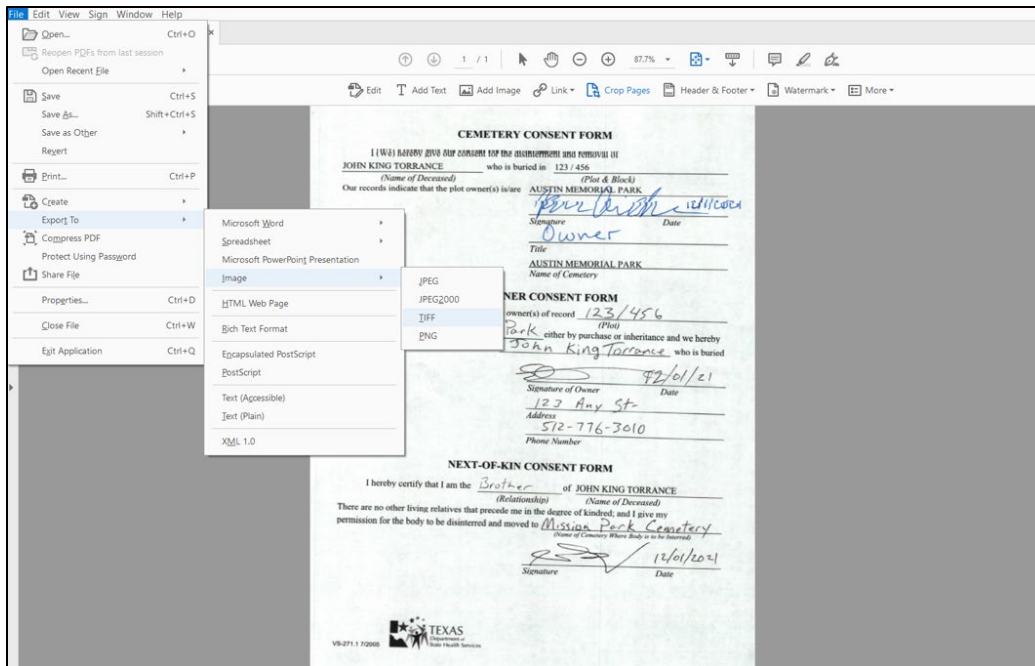 File Edit View Sign Window Help
Open... Ctrl+O
Reopen PDFs from last session
Open Recent File
Save Ctrl+S
Save As... Shift+Ctrl+S
Save as Other
Revert
Print... Ctrl+P
Create
Export To
Compress PDF
Protect Using Password
Share File
Properties... Ctrl+D
Close File Ctrl+W
Exit Application Ctrl+Q
Microsoft Word
Spreadsheet
Microsoft PowerPoint Presentation
Image
HTML Web Page
Rich Text Format
Encapsulated PostScript
PostScript
Text (Accessible)
Text (Plain)
XML 1.0
JPEG
JPEG2000
TIFF
PNG
1 / 1 87.7%
Edit Add Text Add Image Link Crop Pages Header & Footer Watermark More
CEMETERY CONSENT FORM
I (We) hereby give our consent for the disinterment and removal of
JOHN KING TORRANCE who is buried in 123 / 456
(Name of Deceased) (Plot & Block)
Our records indicate that the plot owner(s) is/are AUSTIN MEMORIAL PARK
Signature Date
Owner
Title
AUSTIN MEMORIAL PARK
Name of Cemetery
NER CONSENT FORM
owner(s) of record 123/456
(Plot)
Park either by purchase or inheritance and we hereby
John King Torrance who is buried
12/01/21
Signature of Owner Date
123 Any St-
Address
512-776-3010
Phone Number
NEXT-OF-KIN CONSENT FORM
I hereby certify that I am the Brother of JOHN KING TORRANCE
(Relationship) (Name of Deceased)
There are no other living relatives that precede me in the degree of kindred; and I give my
permission for the body to be disinterred and moved to Mission Park Cemetery
(Name of Cemetery Where Body is to be Interred)
12/01/2021
Signature Date
TEXAS
Department of
State Health Services
VS-271.1 7/2008